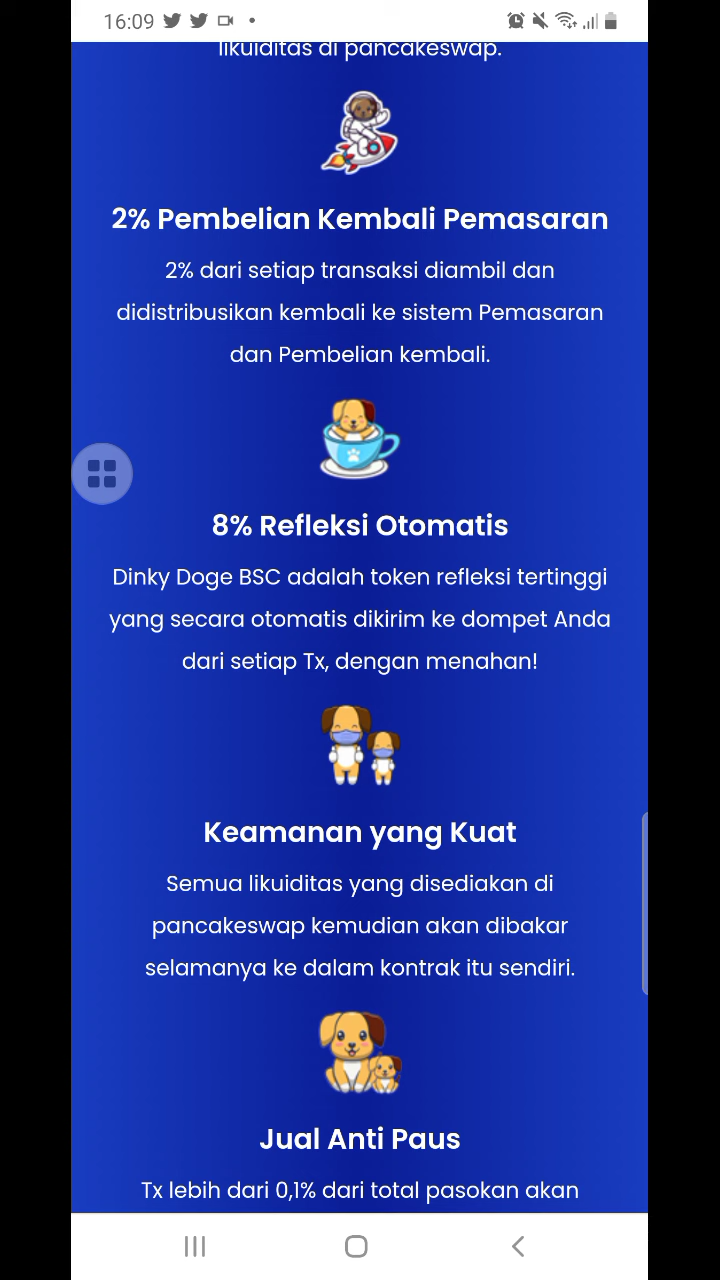 16:09
likuiditas di pancakeswap.
2% Pembelian Kembali Pemasaran
2% dari setiap transaksi diambil dan
didistribusikan kembali ke sistem Pemasaran
dan Pembelian kembali.
8% Refleksi Otomatis
Dinky Doge BSC adalah token refleksi tertinggi
yang secara otomatis dikirim ke dompet Anda
dari setiap Tx, dengan menahan!
Keamanan yang Kuat
Semua likuiditas yang disediakan di
pancakeswap kemudian akan dibakar
selamanya ke dalam kontrak itu sendiri.
Jual Anti Paus
Tx lebih dari 0,1% dari total pasokan akan